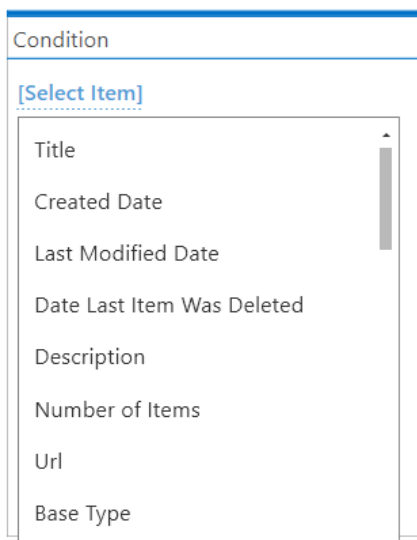 Condition
[Select Item]
Title
Created Date
Last Modified Date
Date Last Item Was Deleted
Description
Number of Items
Url
Base Type